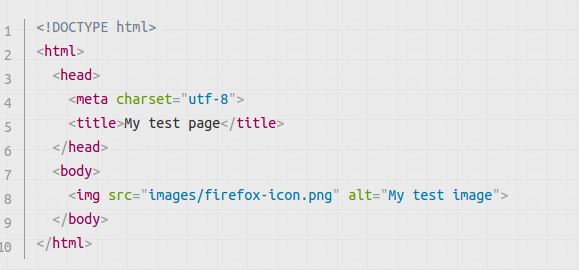 1 <!DOCTYPE html>
2 <html>
3   <head>
4     <meta charset="utf-8">
5     <title>My test page</title>
6   </head>
7   <body>
8     <img src="images/firefox-icon.png" alt="My test image">
9   </body>
10 </html>